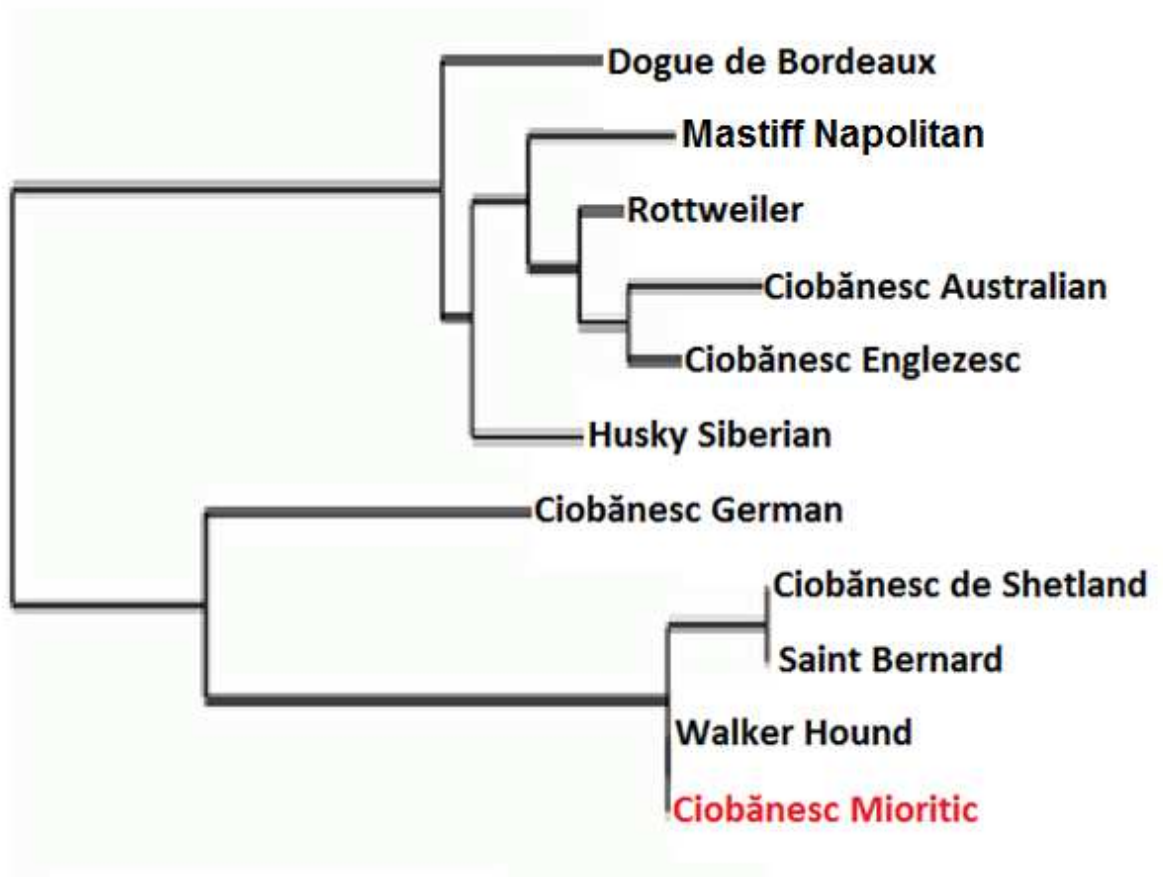 Dogue de Bordeaux
Mastiff Napolitan
Rottweiler
Ciobănesc Australian
Ciobănesc Englezesc
Husky Siberian
Ciobănesc German
Ciobănesc de Shetland
Saint Bernard
Walker Hound
Ciobănesc Mioritic